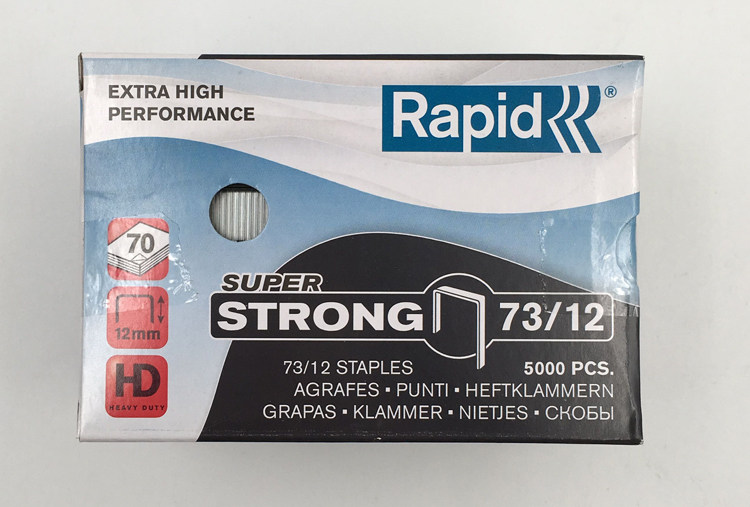 EXTRA HIGH
PERFORMANCE
Rapid®
70
12mm
HD
HEAVY DUTY
SUPER
STRONG 73/12
73/12 STAPLES 5000 PCS.
AGRAFES ▪ PUNTI ▪ HEFTKLAMMERN
GRAPAS ▪ KLAMMER ▪ NIETJES ▪ СКОБЫ